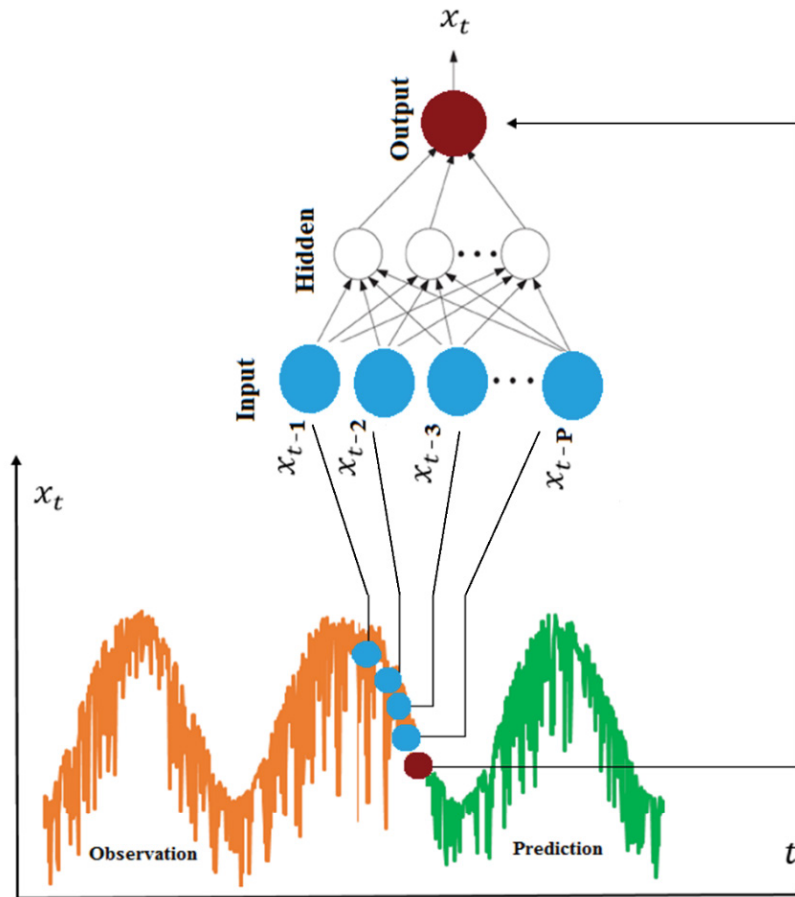 x_t
Output
Hidden
Input
x_{t-1}
x_{t-2}
x_{t-3}
x_{t-P}
x_t
Observation
Prediction
t